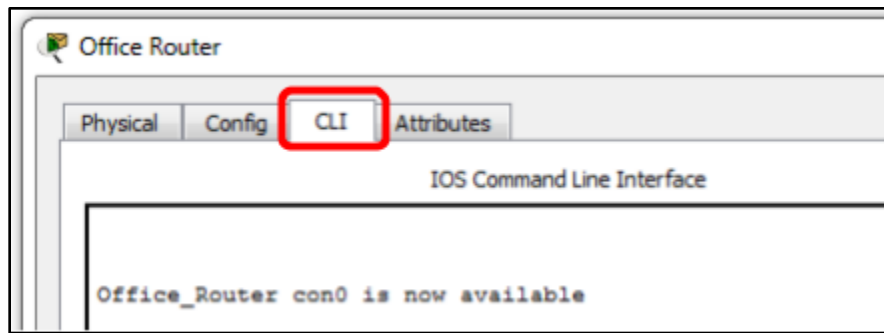 Office Router
Physical Config CLI Attributes
IOS Command Line Interface
Office_Router con0 is now available